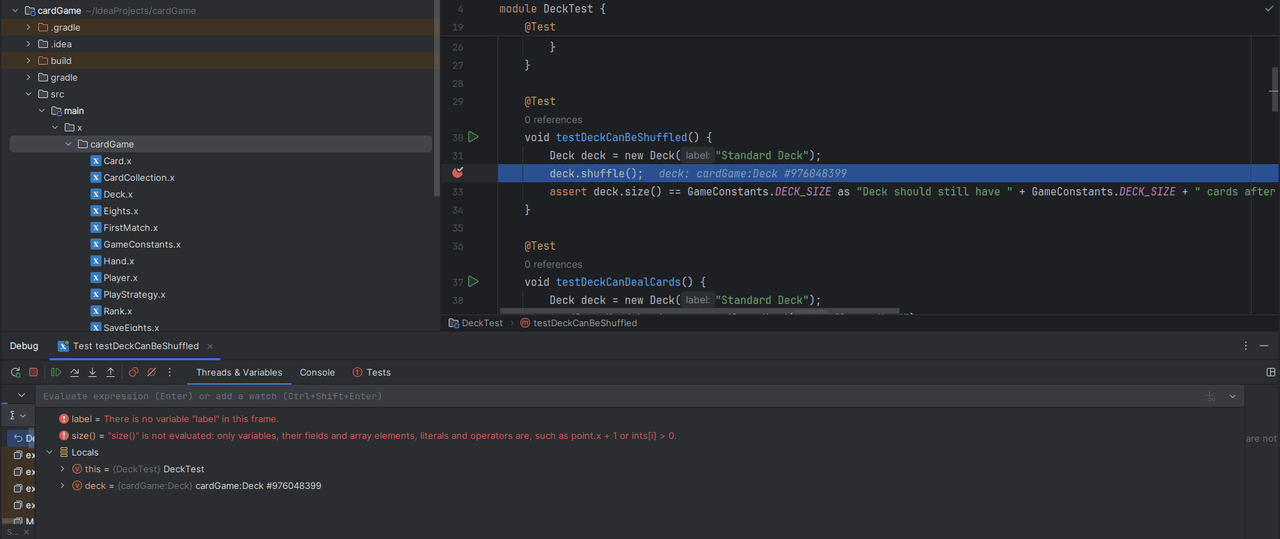 cardGame ~/IdeaProjects/cardGame
.gradle
.idea
build
gradle
src
main
x
cardGame
Card.x
CardCollection.x
Deck.x
Eights.x
FirstMatch.x
GameConstants.x
Hand.x
Player.x
PlayStrategy.x
Rank.x
SaveEights.x
4 module DeckTest {
19 @Test
26 }
27 }
28
29 @Test
0 references
30 void testDeckCanBeShuffled() {
31 Deck deck = new Deck( label: "Standard Deck");
deck.shuffle(); deck: cardGame:Deck #976048399
33 assert deck.size() == GameConstants.DECK_SIZE as "Deck should still have " + GameConstants.DECK_SIZE + " cards after
34 }
35
36 @Test
0 references
37 void testDeckCanDealCards() {
38 Deck deck = new Deck( label: "Standard Deck");
DeckTest > testDeckCanBeShuffled
Debug Test testDeckCanBeShuffled
Threads & Variables Console Tests
Evaluate expression (Enter) or add a watch (Ctrl+Shift+Enter)
label = There is no variable "label" in this frame.
size() = "size()" is not evaluated: only variables, their fields and array elements, literals and operators are, such as point.x + 1 or ints[i] > 0.
Locals
this = {DeckTest} DeckTest
deck = {cardGame:Deck} cardGame:Deck #976048399
De
ex
ex
ex
ex
S...
are not